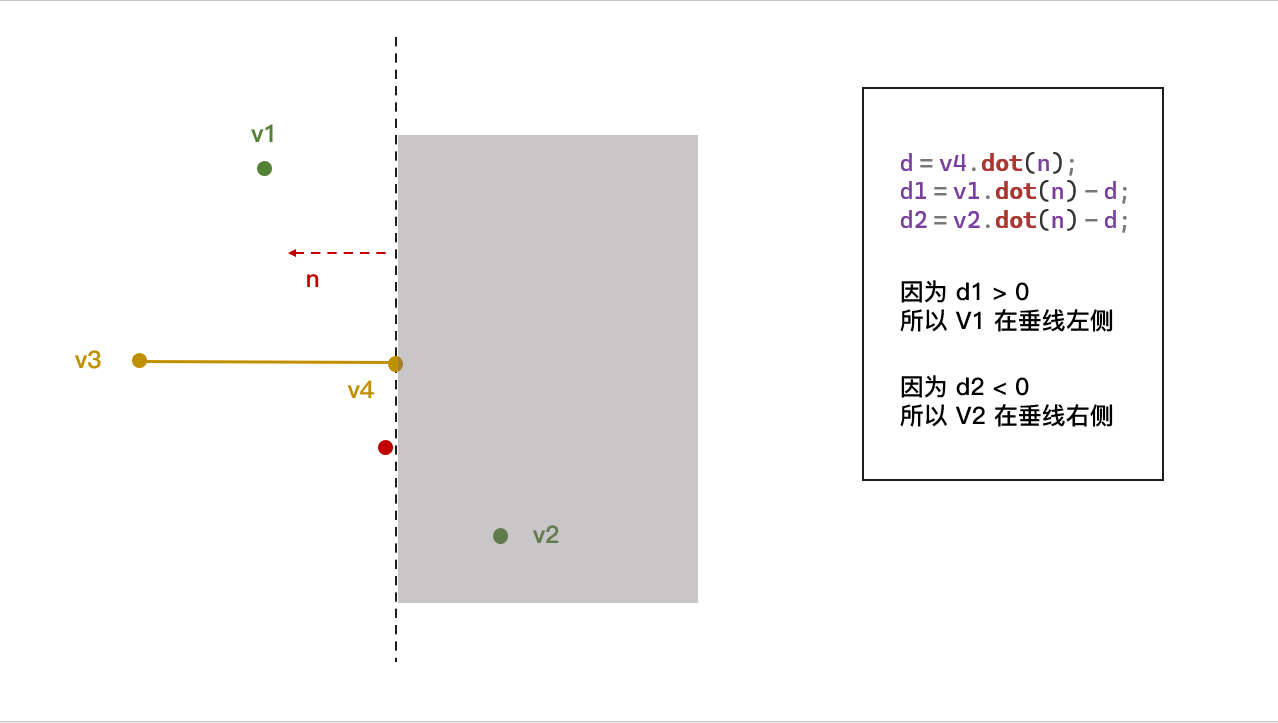 v1
n
v3
v4
v2
d=v4.dot(n);
d1=v1.dot(n)-d;
d2=v2.dot(n)-d;
因为 d1 > 0
所以 V1 在垂线左侧
因为 d2 < 0
所以 V2 在垂线右侧